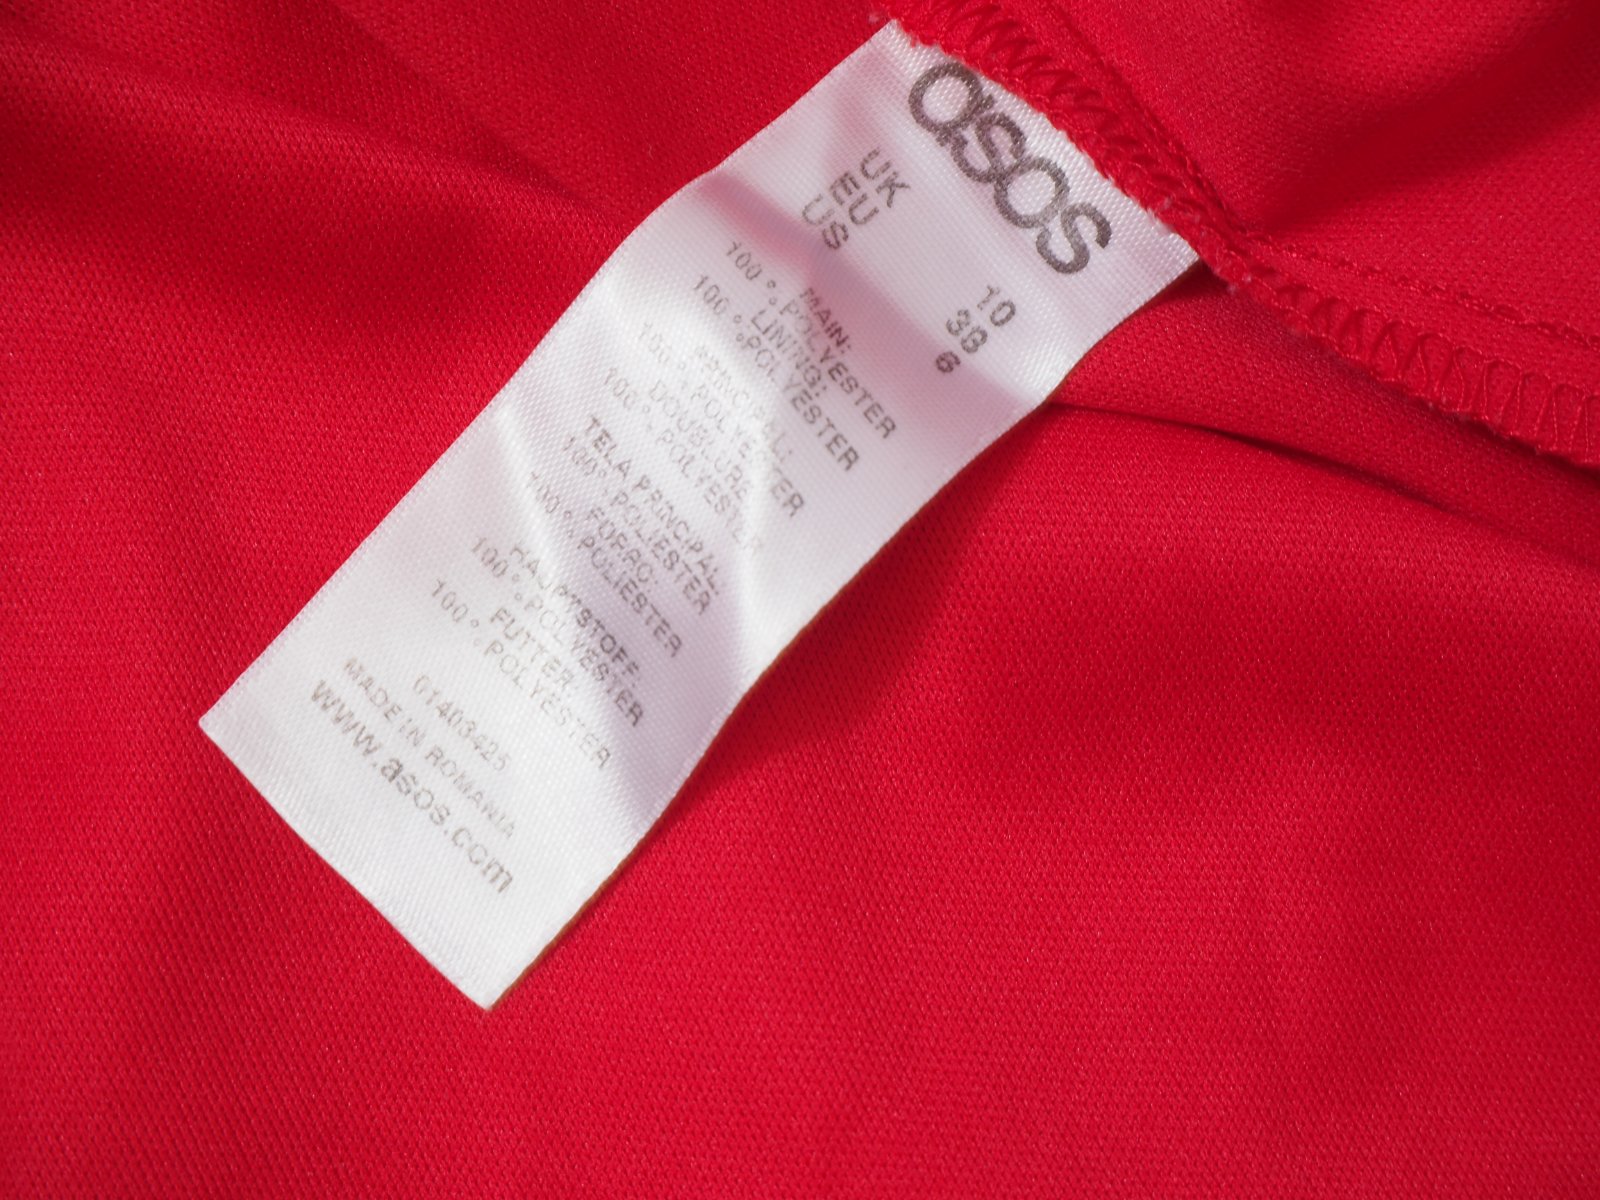 asos
UK 10
EU 38
US 6
MAIN:
100% POLYESTER
LINING:
100% POLYESTER
PRINCIPAL:
100% POLYESTER
DOUBLURE:
100% POLYESTER
TELA PRINCIPAL:
100% POLIESTER
FORRO:
100% POLIESTER
HAUPTSTOFF:
100% POLYESTER
FUTTER:
100% POLYESTER
01403425
MADE IN ROMANIA
www.asos.com